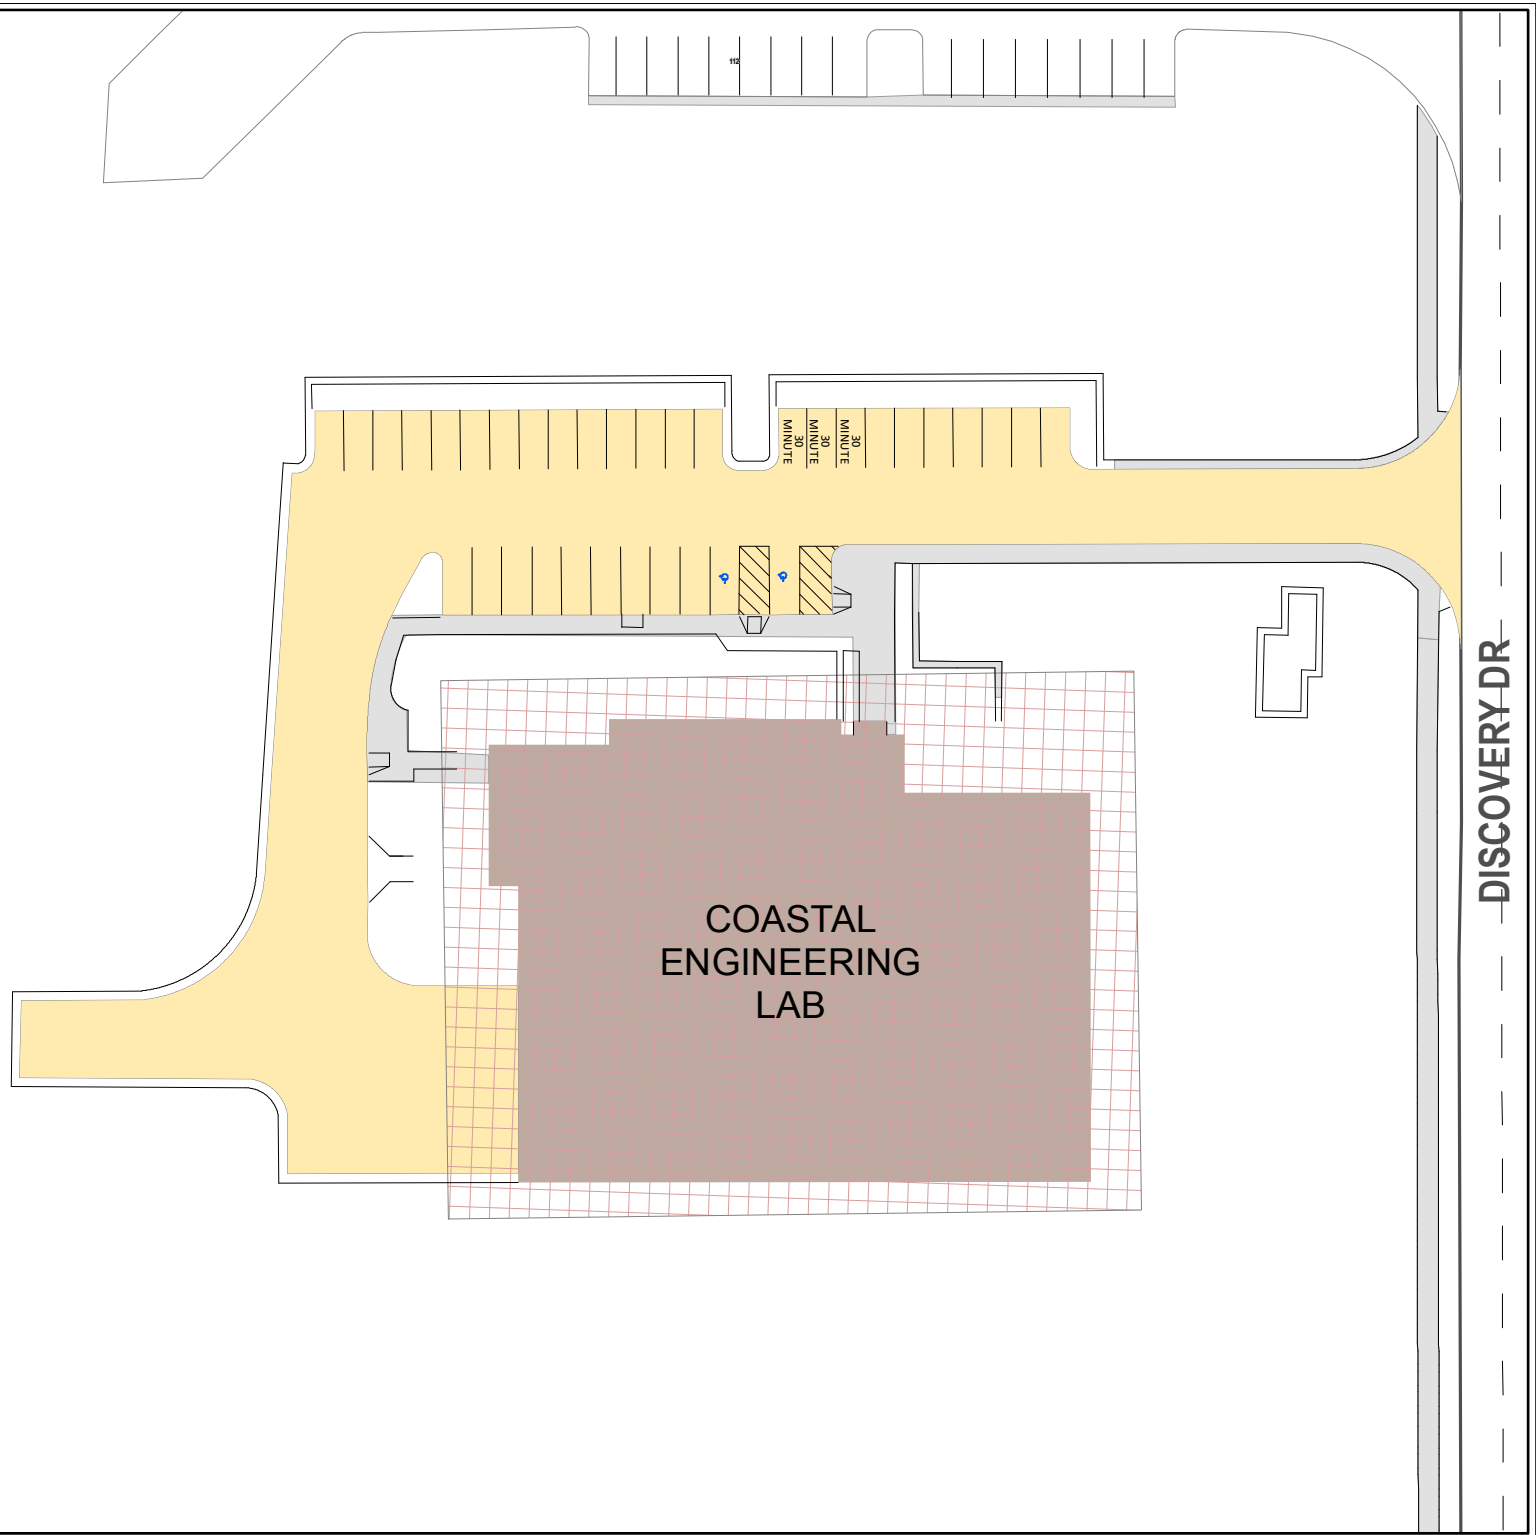 112
30
MINUTE
30
MINUTE
30
MINUTE
COASTAL
ENGINEERING
LAB
DISCOVERY DR